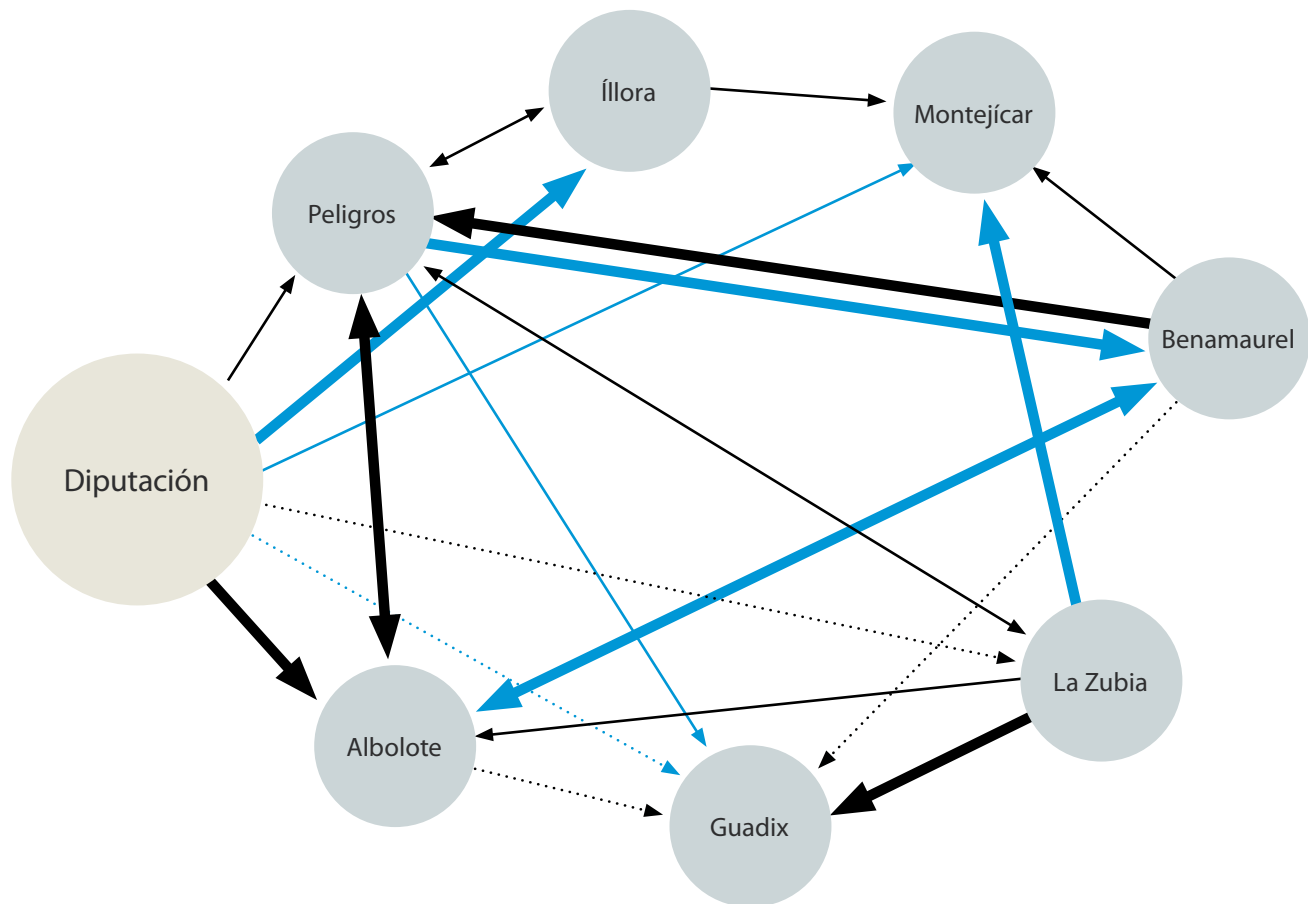 Íllora
Montejícar
Peligros
Benamaurel
Diputación
La Zubia
Albolote
Guadix